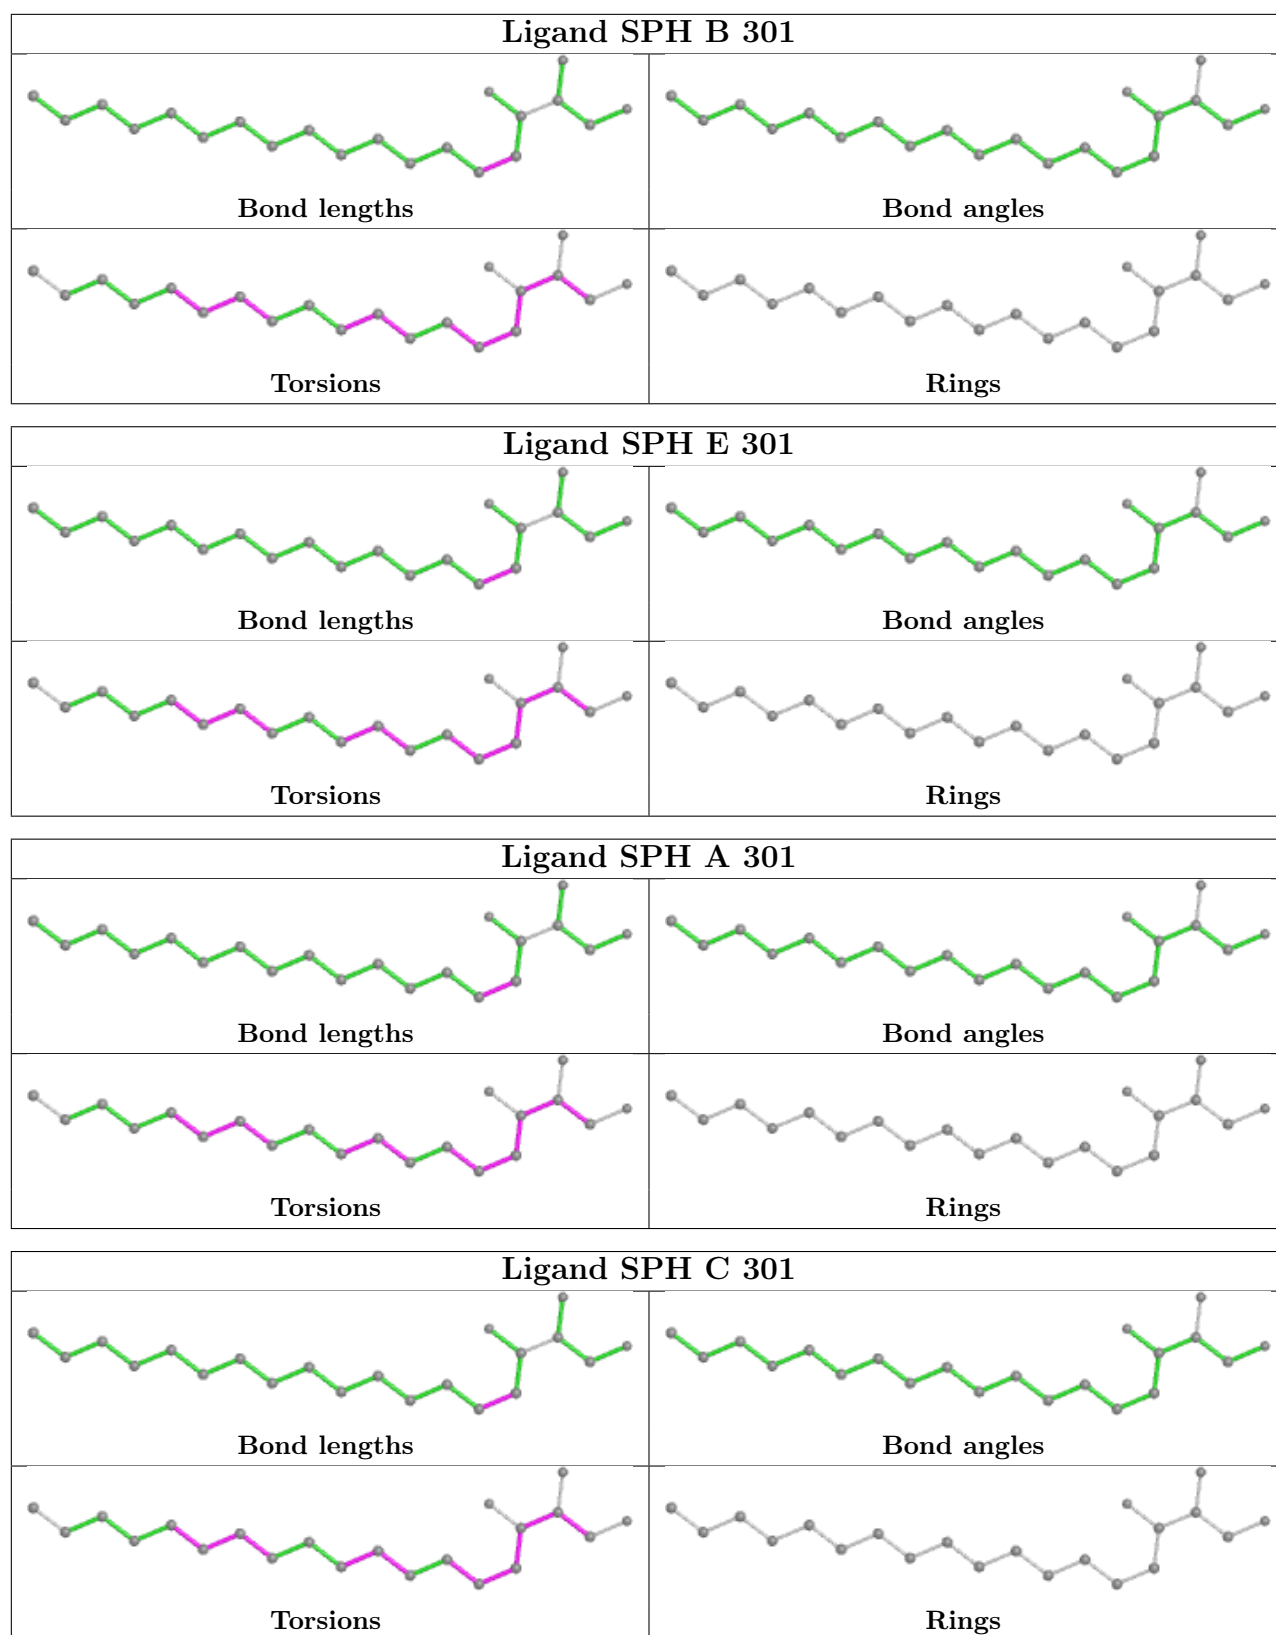 Ligand SPH B 301
Bond lengths Bond angles
Torsions Rings
Ligand SPH E 301
Bond lengths Bond angles
Torsions Rings
Ligand SPH A 301
Bond lengths Bond angles
Torsions Rings
Ligand SPH C 301
Bond lengths Bond angles
Torsions Rings